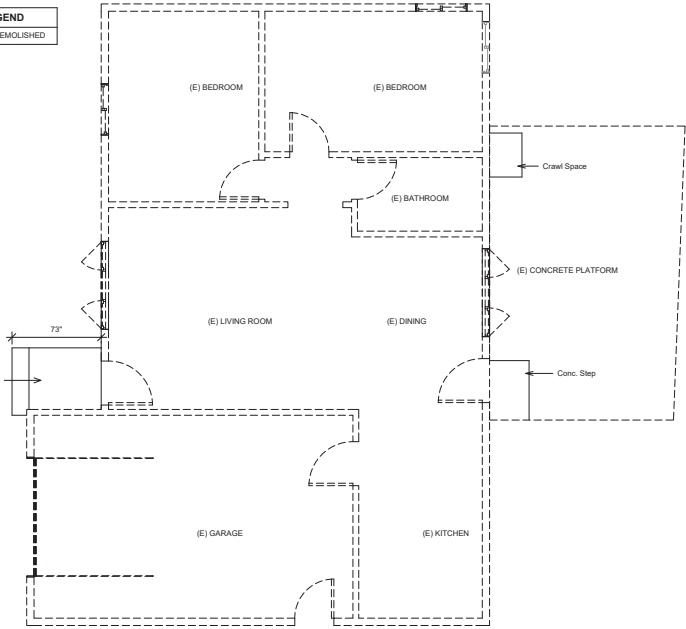 GEND
EMOLISHED
(E) BEDROOM
(E) BEDROOM
Crawl Space
(E) BATHROOM
(E) CONCRETE PLATFORM
(E) LIVING ROOM
(E) DINING
73"
Conc. Step
(E) GARAGE
(E) KITCHEN